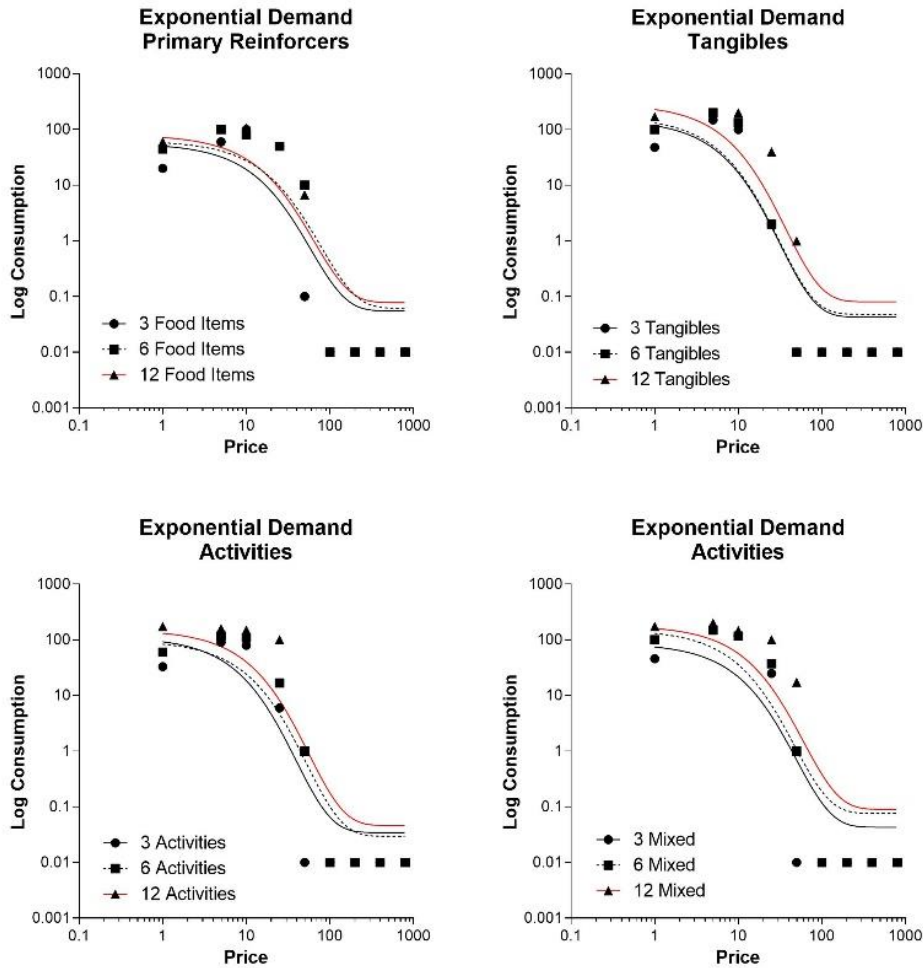 Exponential Demand
Primary Reinforcers
1000
100
10
1
0.1
0.01
0.001
Log Consumption
3 Food Items
6 Food Items
12 Food Items
0.1 1 10 100 1000
Price
Exponential Demand
Tangibles
1000
100
10
1
0.1
0.01
0.001
Log Consumption
3 Tangibles
6 Tangibles
12 Tangibles
0.1 1 10 100 1000
Price
Exponential Demand
Activities
1000
100
10
1
0.1
0.01
0.001
Log Consumption
3 Activities
6 Activities
12 Activities
0.1 1 10 100 1000
Price
Exponential Demand
Activities
1000
100
10
1
0.1
0.01
0.001
Log Consumption
3 Mixed
6 Mixed
12 Mixed
0.1 1 10 100 1000
Price